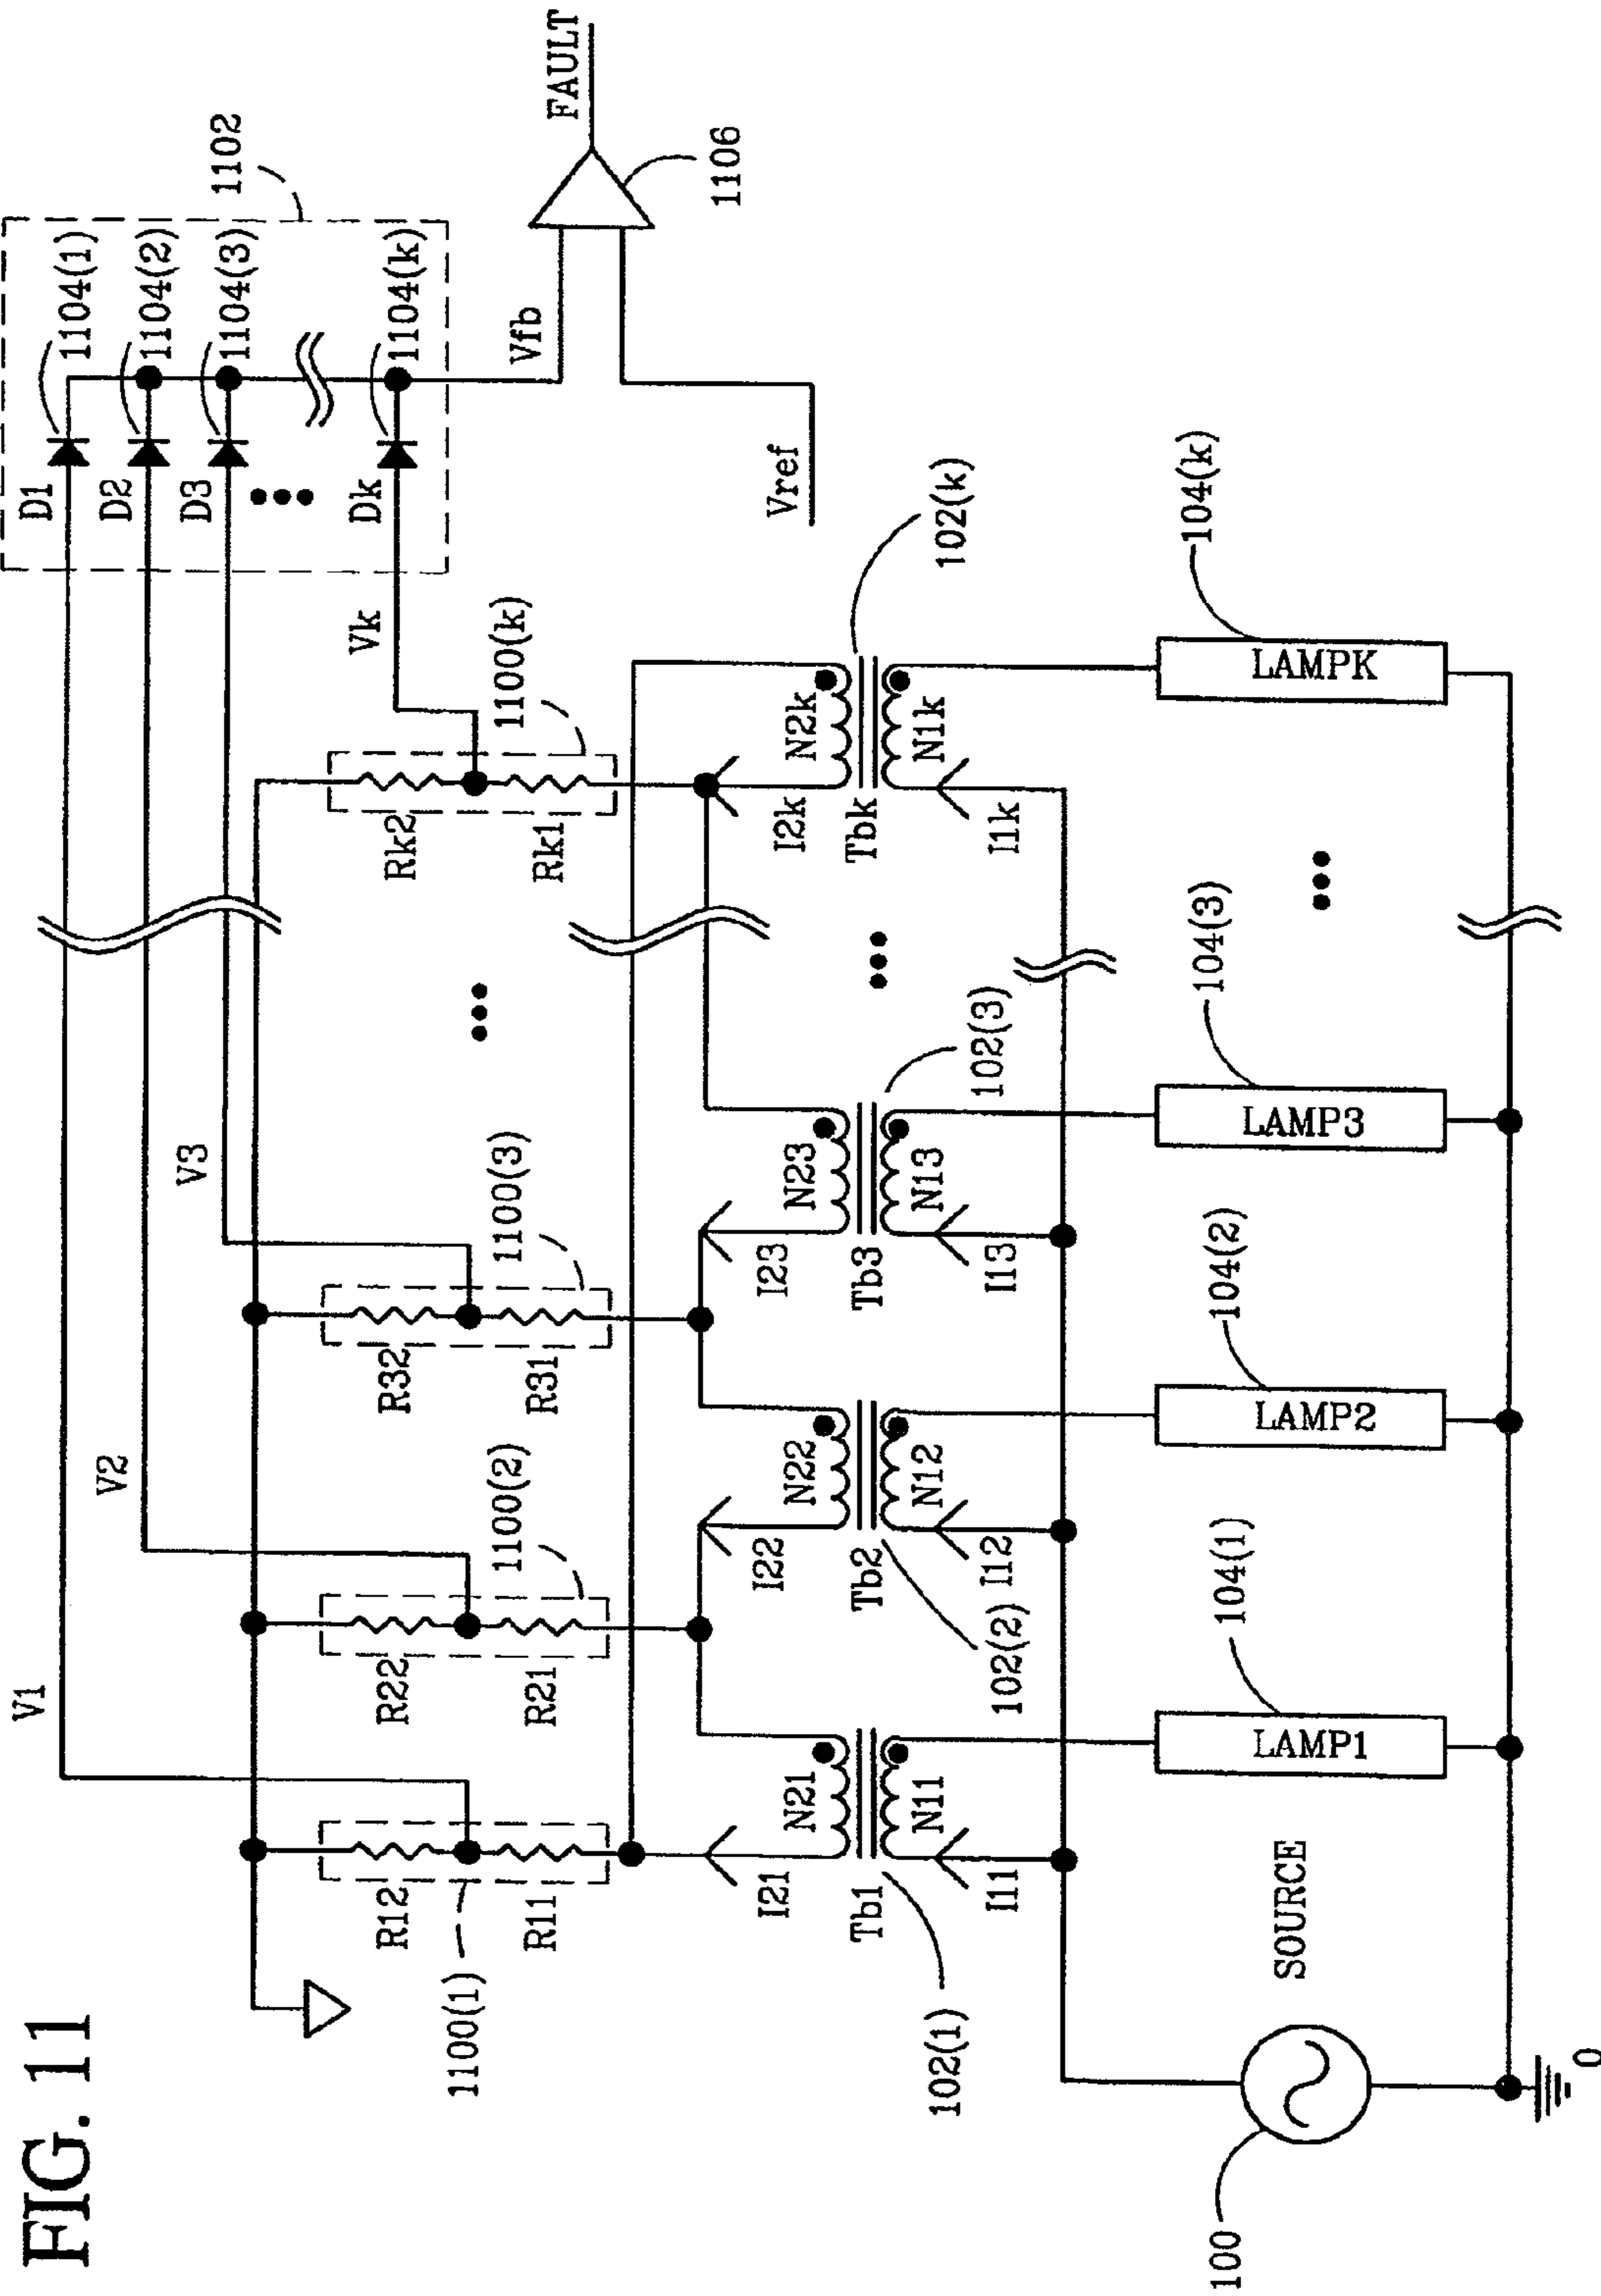 FIG. 11
V1
V2
V3
Vk
D1
D2
D3
Dk
1104(1)
1104(2)
1104(3)
1104(k)
1102
R12
R11
1100(1)
R22
R21
1100(2)
R32
R31
1100(3)
Rk2
Rk1
1100(k)
Vfb
Vref
FAULT
1106
I21
N21
Tb1
N11
I11
102(1)
I22
N22
Tb2
N12
I12
102(2)
I23
N23
Tb3
N13
I13
102(3)
I2k
N2k
Tbk
N1k
I1k
102(k)
SOURCE
100
LAMP1
104(1)
LAMP2
104(2)
LAMP3
104(3)
LAMPK
104(k)
0